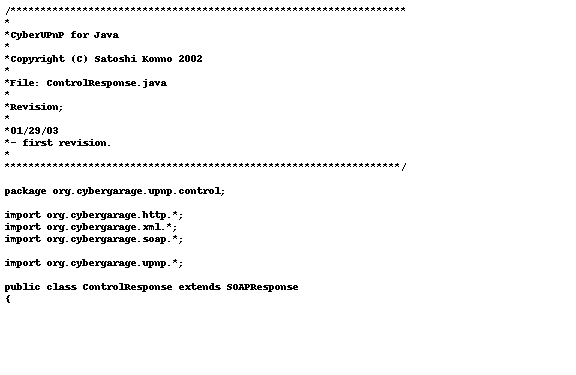 /******************************************************************
*
*CyberUPnP for Java
*
*Copyright (C) Satoshi Konno 2002
*
*File: ControlResponse.java
*
*Revision;
*
*01/29/03
*- first revision.
*
******************************************************************/
package org.cybergarage.upnp.control;
import org.cybergarage.http.*;
import org.cybergarage.xml.*;
import org.cybergarage.soap.*;
import org.cybergarage.upnp.*;
public class ControlResponse extends SOAPResponse
{